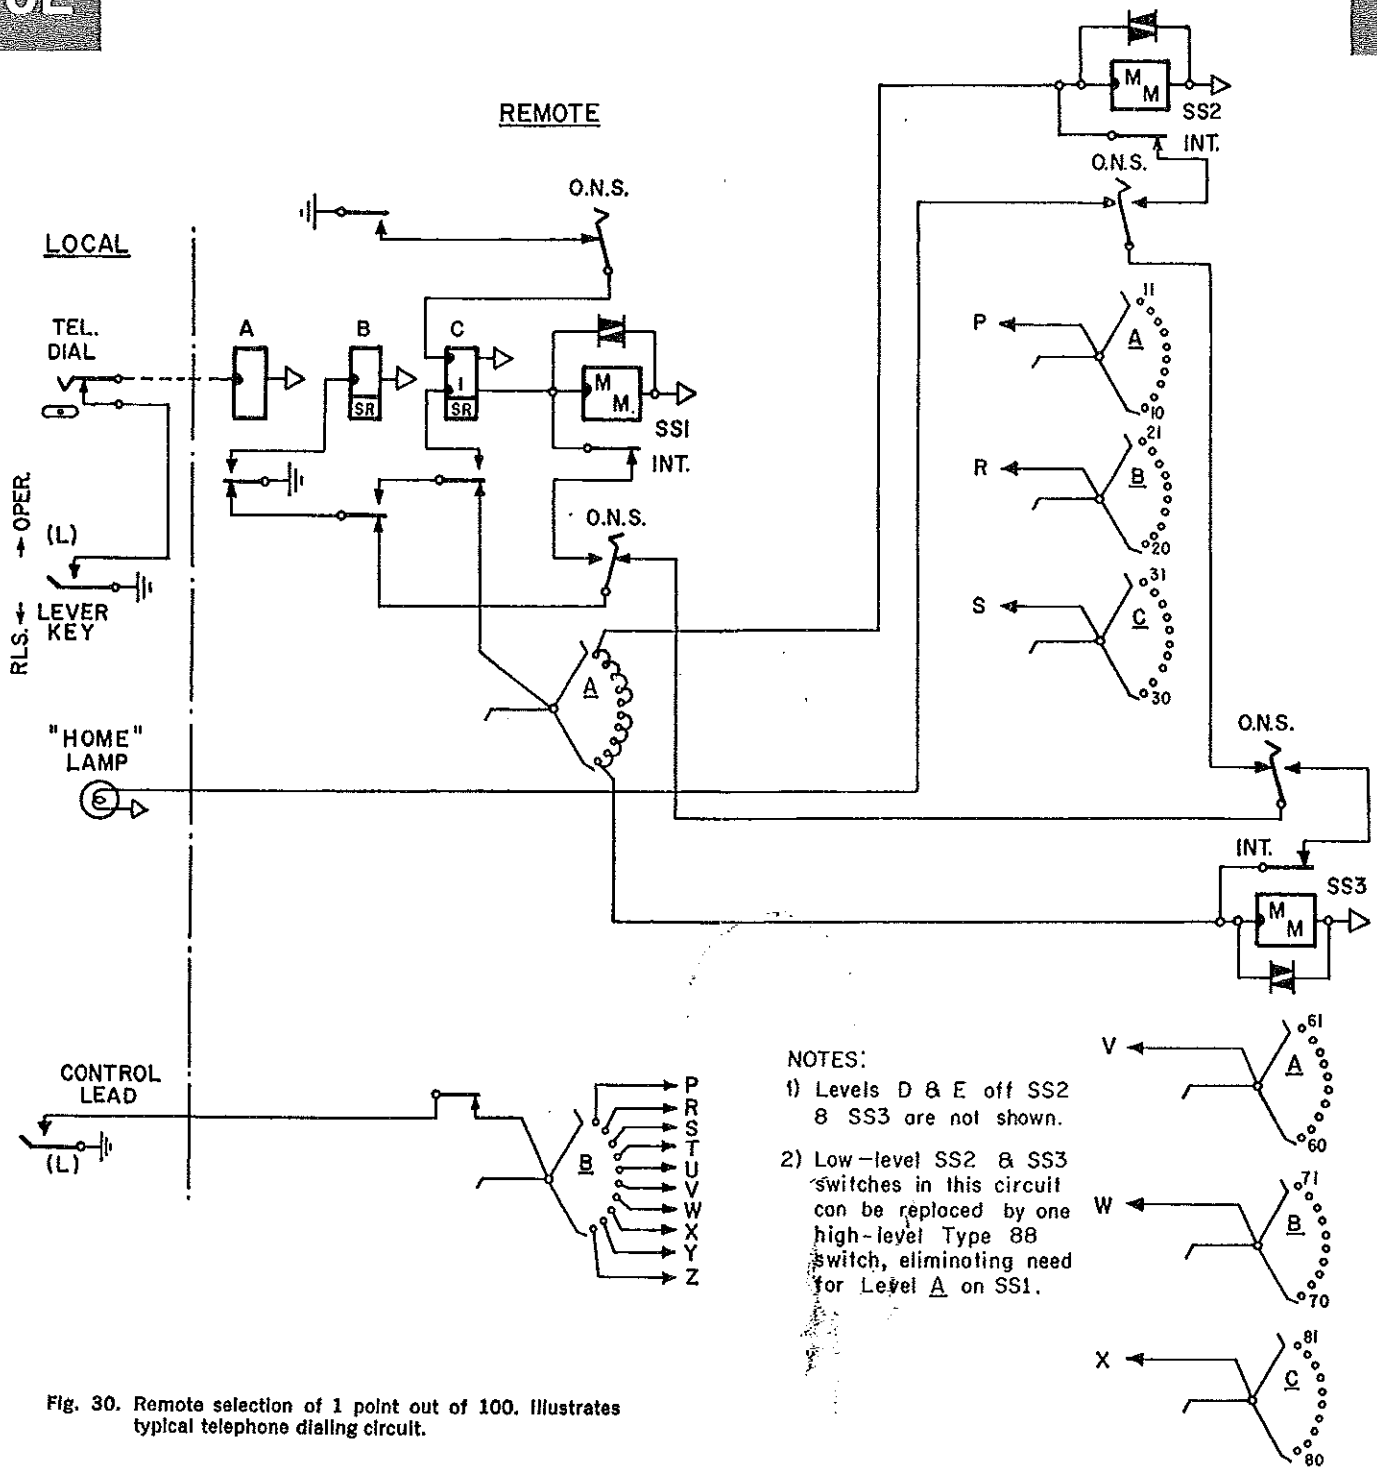 REMOTE
LOCAL
TEL.
DIAL
A
B
SR
C
1
SR
O.N.S.
M
M.
SS1
INT.
O.N.S.
M
M
SS2
INT.
O.N.S.
OPER.
(L)
RLS.
LEVER
KEY
"HOME"
LAMP
A
P
A
11
10
R
B
21
20
S
C
31
30
O.N.S.
INT.
SS3
M
M
CONTROL
LEAD
(L)
B
P
R
S
T
U
V
W
X
Y
Z
NOTES:
1) Levels D & E off SS2
8 SS3 are not shown.
2) Low-level SS2 & SS3
switches in this circuit
can be replaced by one
high-level Type 88
switch, eliminating need
for Level A on SS1.
V
A
61
60
W
B
71
70
X
C
81
80
Fig. 30. Remote selection of 1 point out of 100. Illustrates
typical telephone dialing circuit.